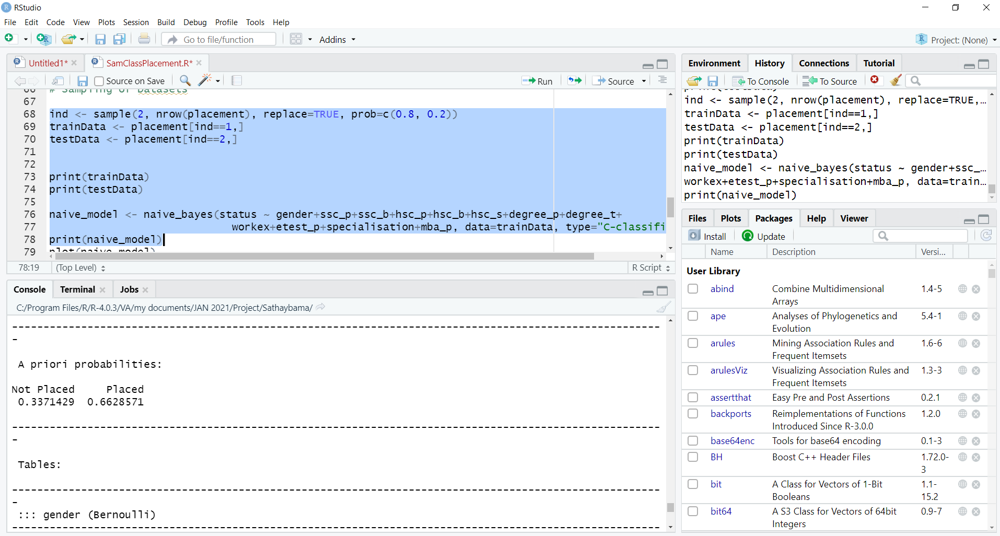 RStudio
File Edit Code View Plots Session Build Debug Profile Tools Help
Go to file/function Addins Project: (None)
Untitled1* SamClassPlacement.R*
Source on Save Run Source
66 # Sampling of Datasets
67
68 ind <- sample(2, nrow(placement), replace=TRUE, prob=c(0.8, 0.2))
69 trainData <- placement[ind==1,]
70 testData <- placement[ind==2,]
71
72
73 print(trainData)
74 print(testData)
75
76 naive_model <- naive_bayes(status ~ gender+ssc_p+ssc_b+hsc_p+hsc_b+hsc_s+degree_p+degree_t+
77 workex+etest_p+specialisation+mba_p, data=trainData, type="C-classifi
78 print(naive_model)
79 plot(naive_model)
78:19 (Top Level) R Script
Console Terminal Jobs
C:/Program Files/R/R-4.0.3/VA/my documents/JAN 2021/Project/Sathaybama/
A priori probabilities:
Not Placed Placed
0.3371429 0.6628571
Tables:
::: gender (Bernoulli)
Environment History Connections Tutorial
To Console To Source
print(testData)
ind <- sample(2, nrow(placement), replace=TRUE,…
trainData <- placement[ind==1,]
testData <- placement[ind==2,]
print(trainData)
print(testData)
naive_model <- naive_bayes(status ~ gender+ssc_…
workex+etest_p+specialisation+mba_p, data=train…
print(naive_model)
Files Plots Packages Help Viewer
Install Update
Name Description Versi...
User Library
abind Combine Multidimensional 1.4-5
Arrays
ape Analyses of Phylogenetics and 5.4-1
Evolution
arules Mining Association Rules and 1.6-6
Frequent Itemsets
arulesViz Visualizing Association Rules and 1.3-3
Frequent Itemsets
assertthat Easy Pre and Post Assertions 0.2.1
backports Reimplementations of Functions 1.2.0
Introduced Since R-3.0.0
base64enc Tools for base64 encoding 0.1-3
BH Boost C++ Header Files 1.72.0-
3
bit A Class for Vectors of 1-Bit 1.1-
Booleans 15.2
bit64 A S3 Class for Vectors of 64bit 0.9-7
Integers